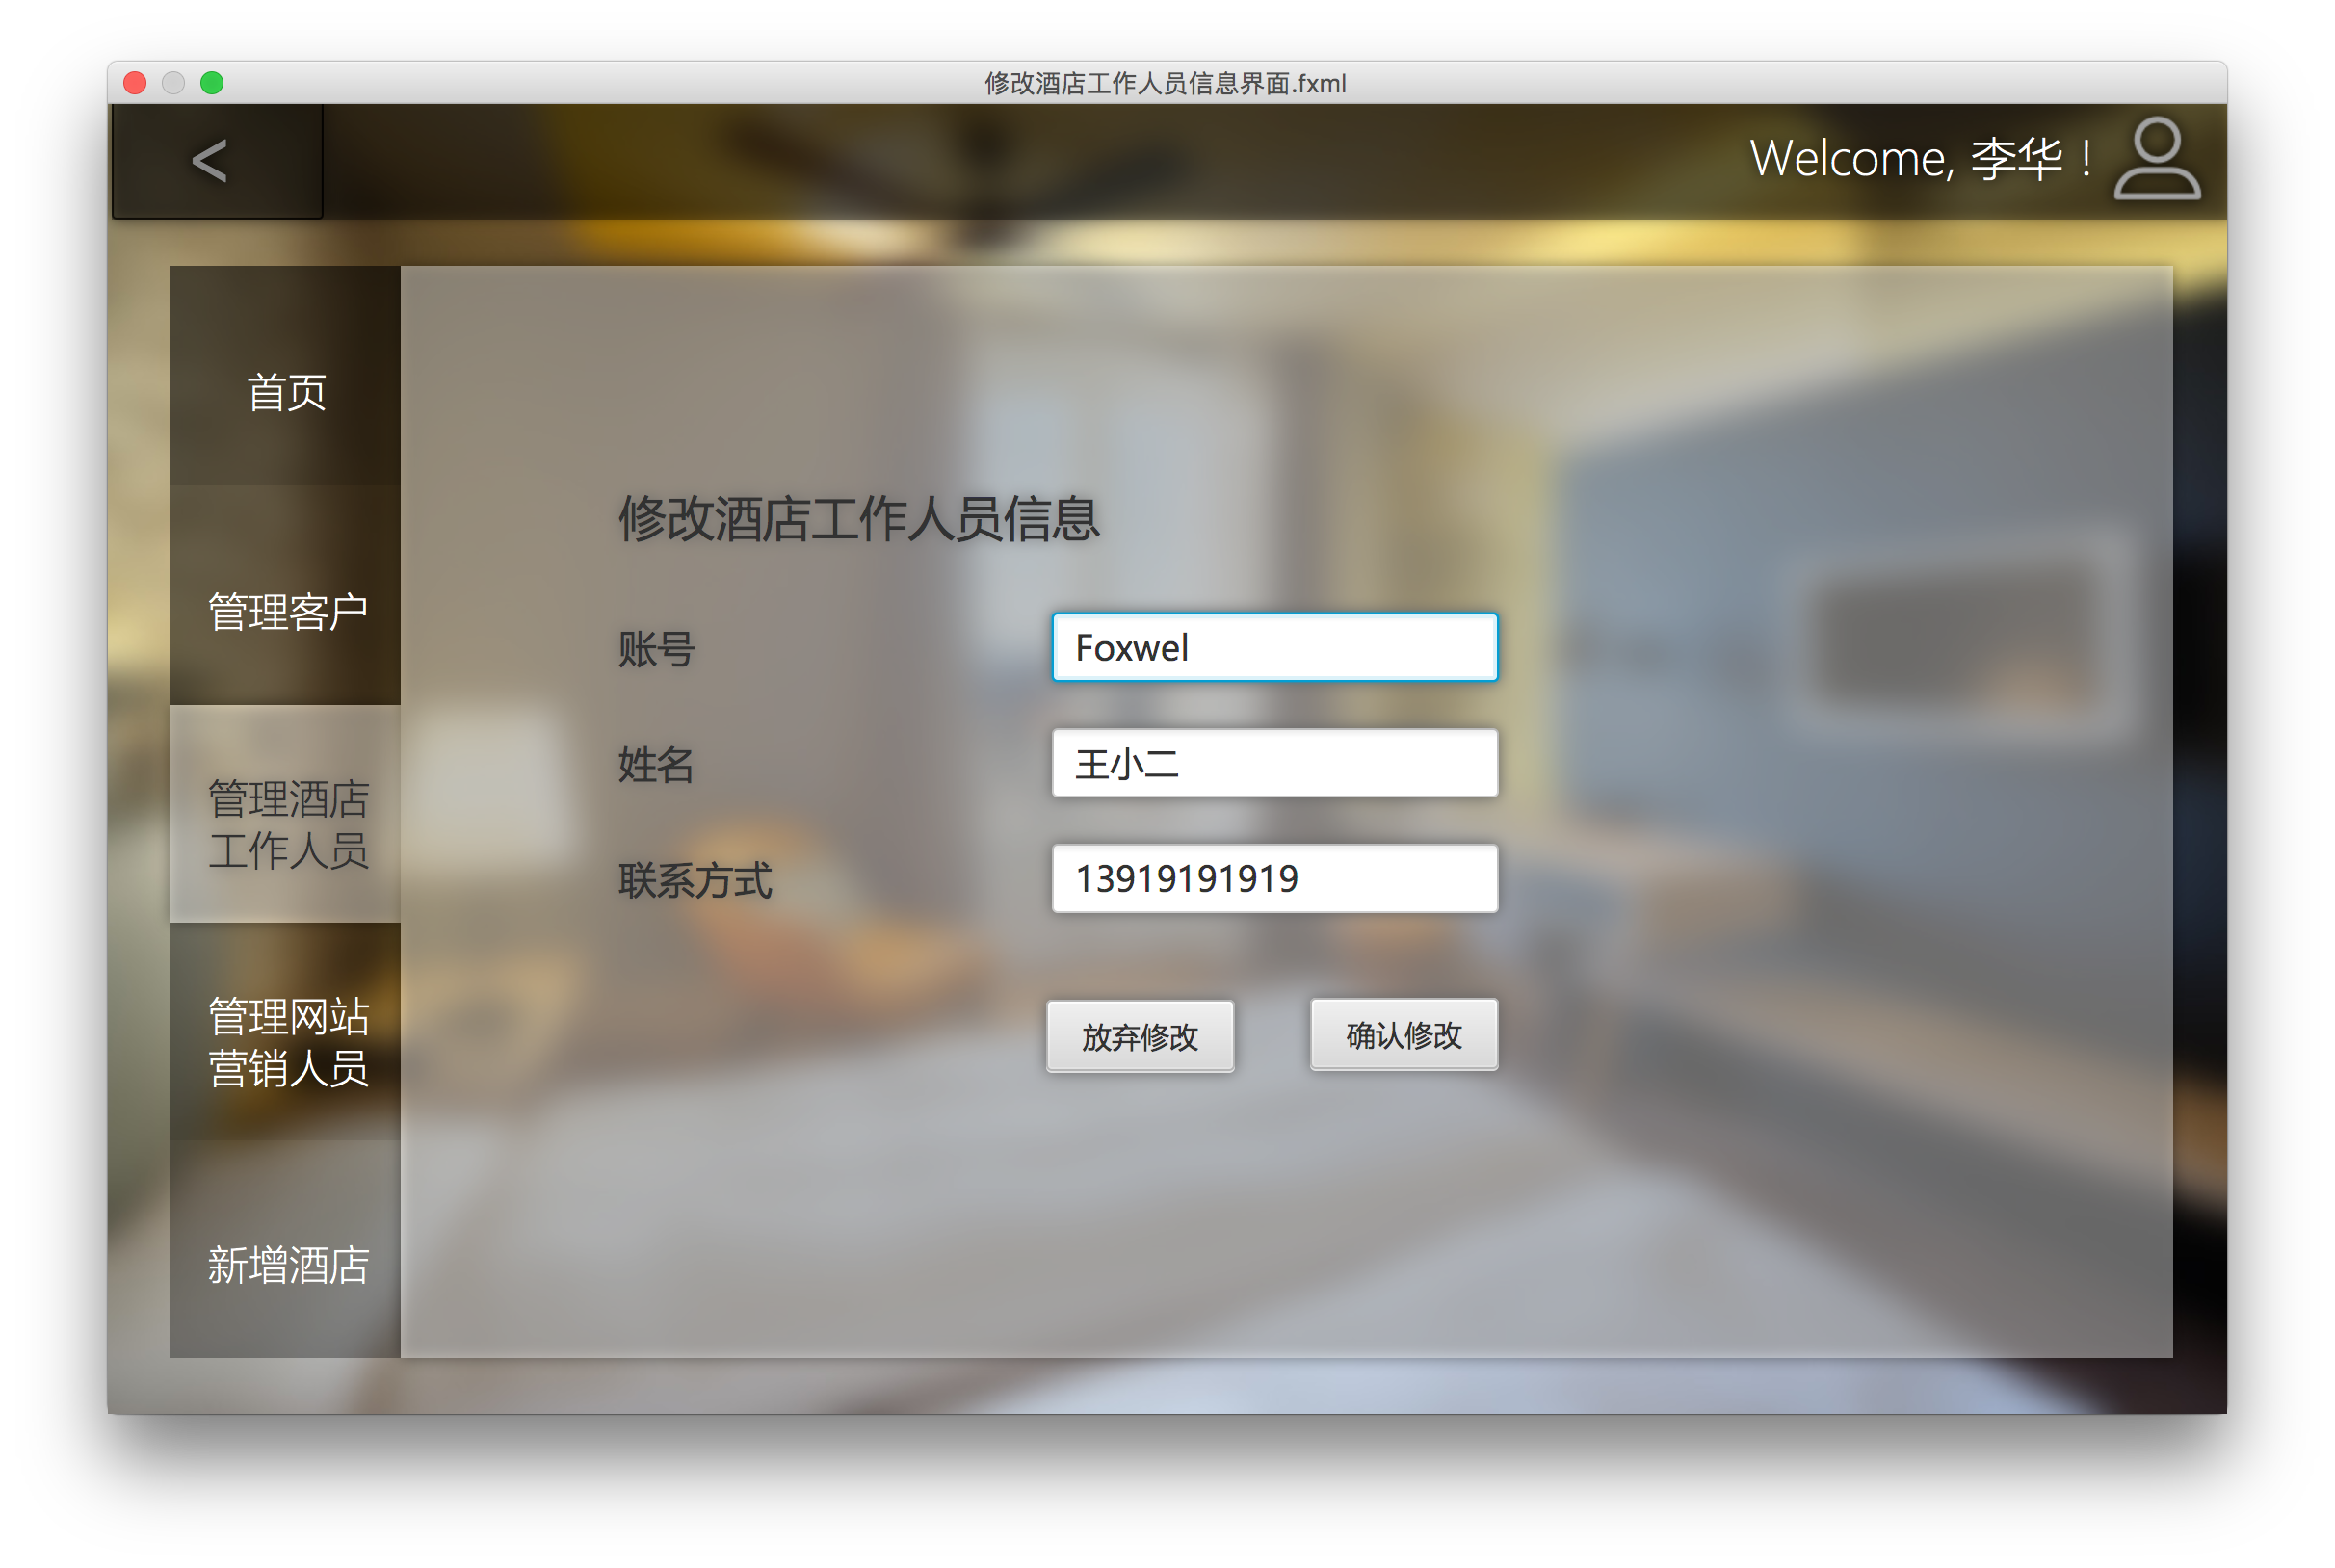 修改酒店工作人员信息界面.fxml
<
Welcome, 李华！
首页
管理客户
管理酒店
工作人员
管理网站
营销人员
新增酒店
修改酒店工作人员信息
账号 Foxwel
姓名 王小二
联系方式 13919191919
放弃修改 确认修改